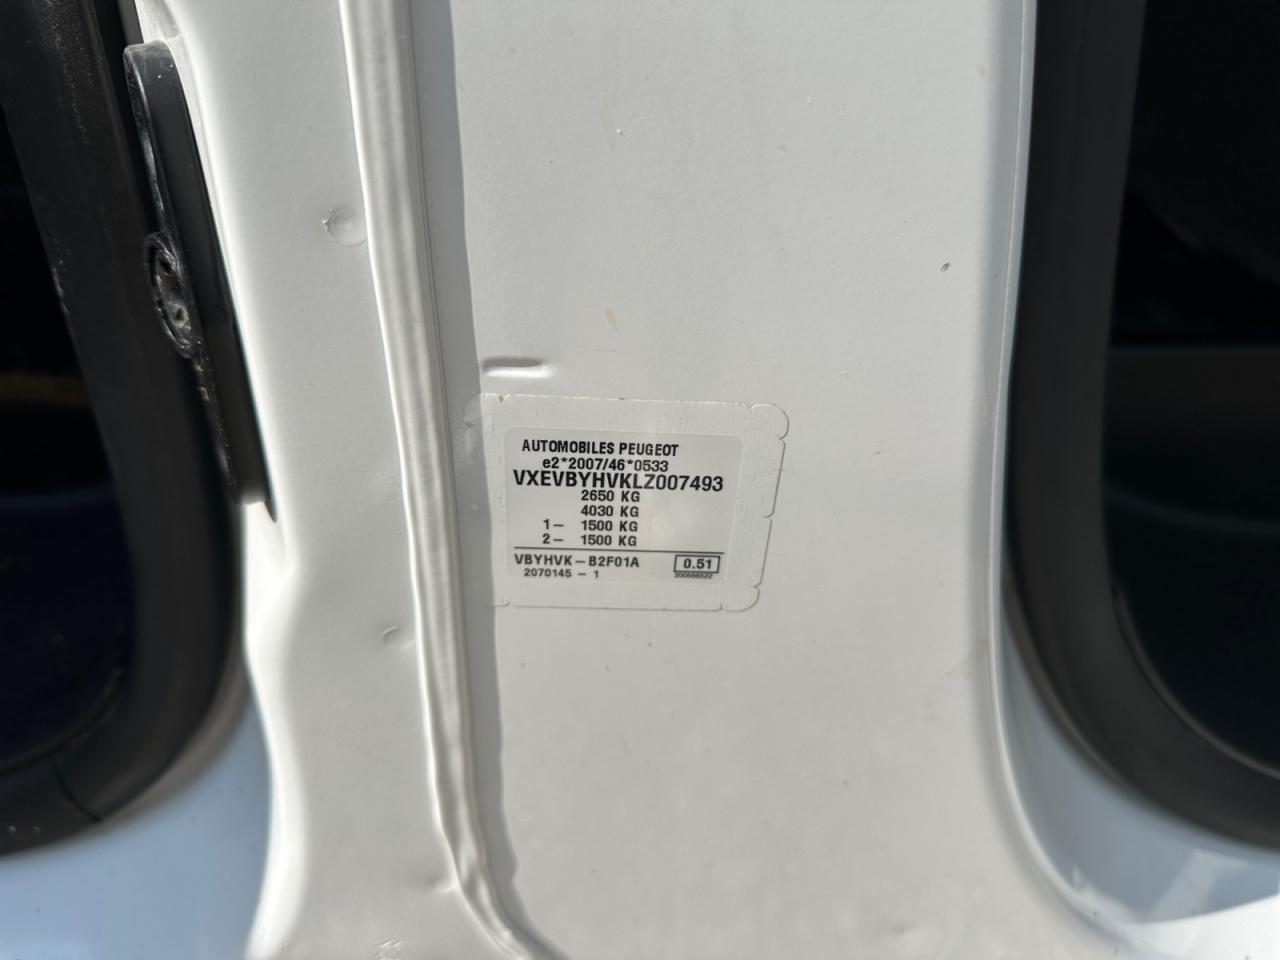 AUTOMOBILES PEUGEOT
e2*2007/46*0533
VXEVBYHVKLZ007493
2650 KG
4030 KG
1- 1500 KG
2- 1500 KG
VBYHVK-B2F01A 0.51
2070145 - 1